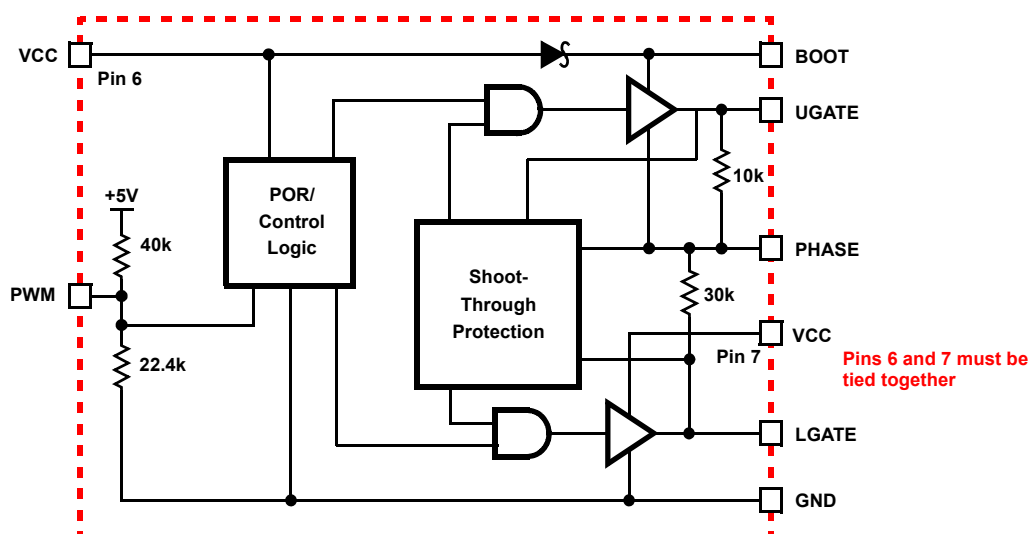 VCC
Pin 6
BOOT
UGATE
10k
POR/
Control
Logic
+5V
40k
PWM
22.4k
Shoot-
Through
Protection
PHASE
30k
VCC
Pin 7
Pins 6 and 7 must be
tied together
LGATE
GND